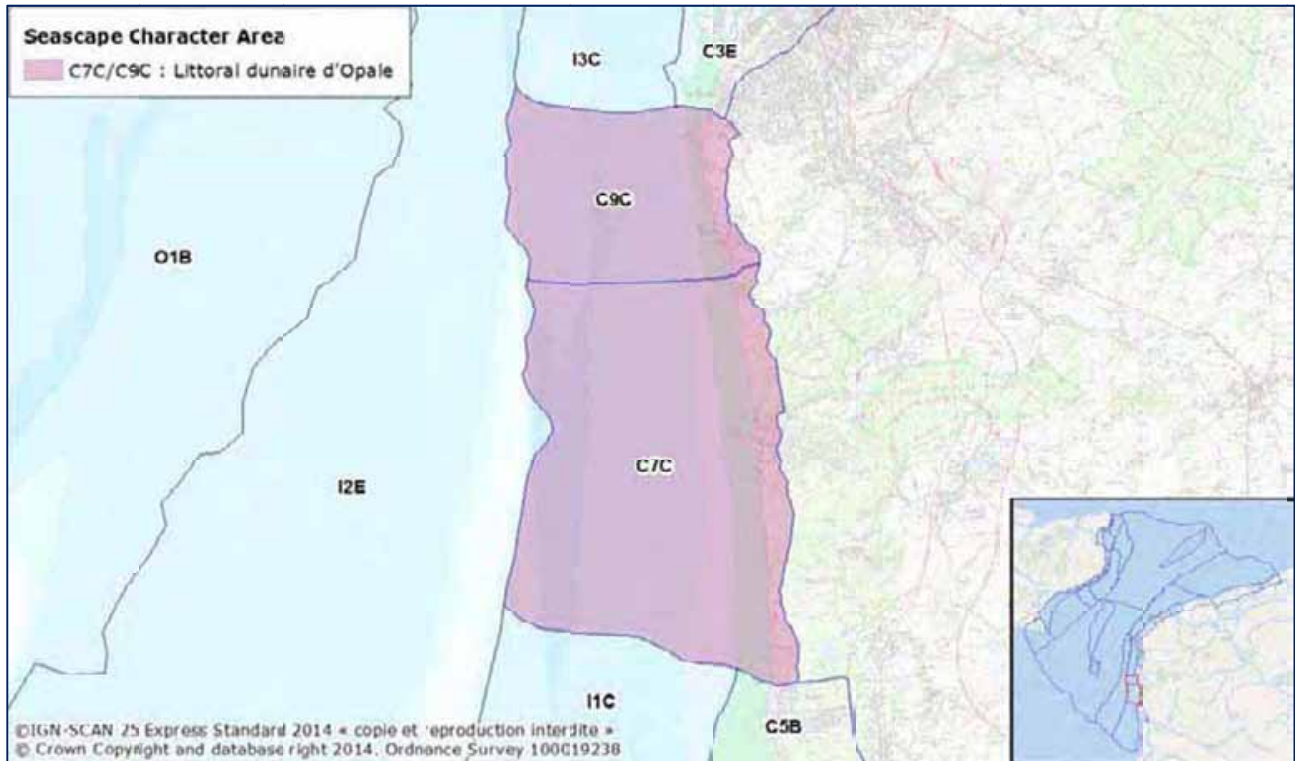 Seascape Character Area
C7C/C9C : Littoral dunaire d'Opale
I3C
C3E
C9C
O1B
C7C
I2E
I1C
C5B
©IGN-SCAN 25 Express Standard 2014 « copie et reproduction interdite »
© Crown Copyright and database right 2014. Ordnance Survey 100019238